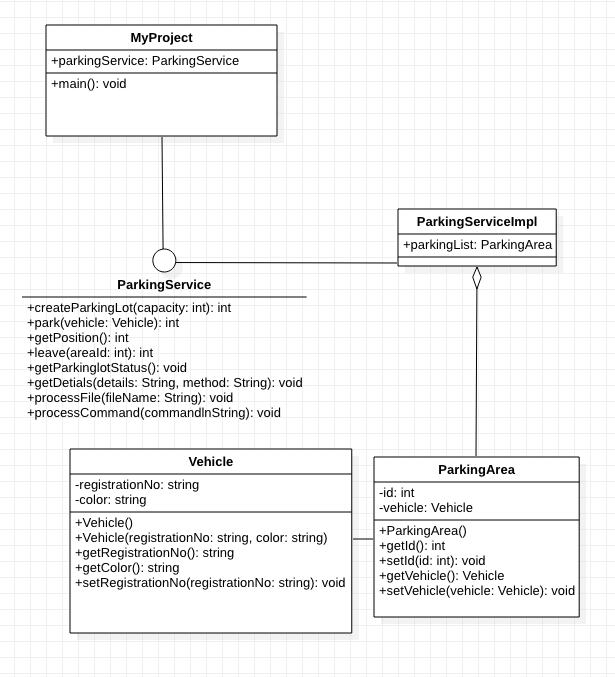 MyProject
+parkingService: ParkingService
+main(): void
ParkingServiceImpl
+parkingList: ParkingArea
ParkingService
+createParkingLot(capacity: int): int
+park(vehicle: Vehicle): int
+getPosition(): int
+leave(areaId: int): int
+getParkinglotStatus(): void
+getDetials(details: String, method: String): void
+processFile(fileName: String): void
+processCommand(commandlnString): void
Vehicle
-registrationNo: string
-color: string
+Vehicle()
+Vehicle(registrationNo: string, color: string)
+getRegistrationNo(): string
+getColor(): string
+setRegistrationNo(registrationNo: string): void
ParkingArea
-id: int
-vehicle: Vehicle
+ParkingArea()
+getId(): int
+setId(id: int): void
+getVehicle(): Vehicle
+setVehicle(vehicle: Vehicle): void